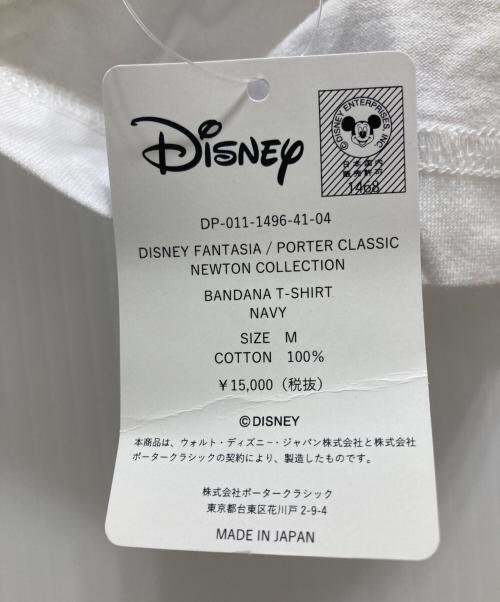 Disney
© DISNEY ENTERPRISES INC
日本国内
販売許可
1468
DP-011-1496-41-04
DISNEY FANTASIA / PORTER CLASSIC
NEWTON COLLECTION
BANDANA T-SHIRT
NAVY
SIZE M
COTTON 100%
¥15,000（税抜）
©DISNEY
本商品は、ウォルト・ディズニー・ジャパン株式会社と株式会社
ポータークラシックの契約により、製造したものです。
株式会社ポータークラシック
東京都台東区花川戸 2-9-4
MADE IN JAPAN